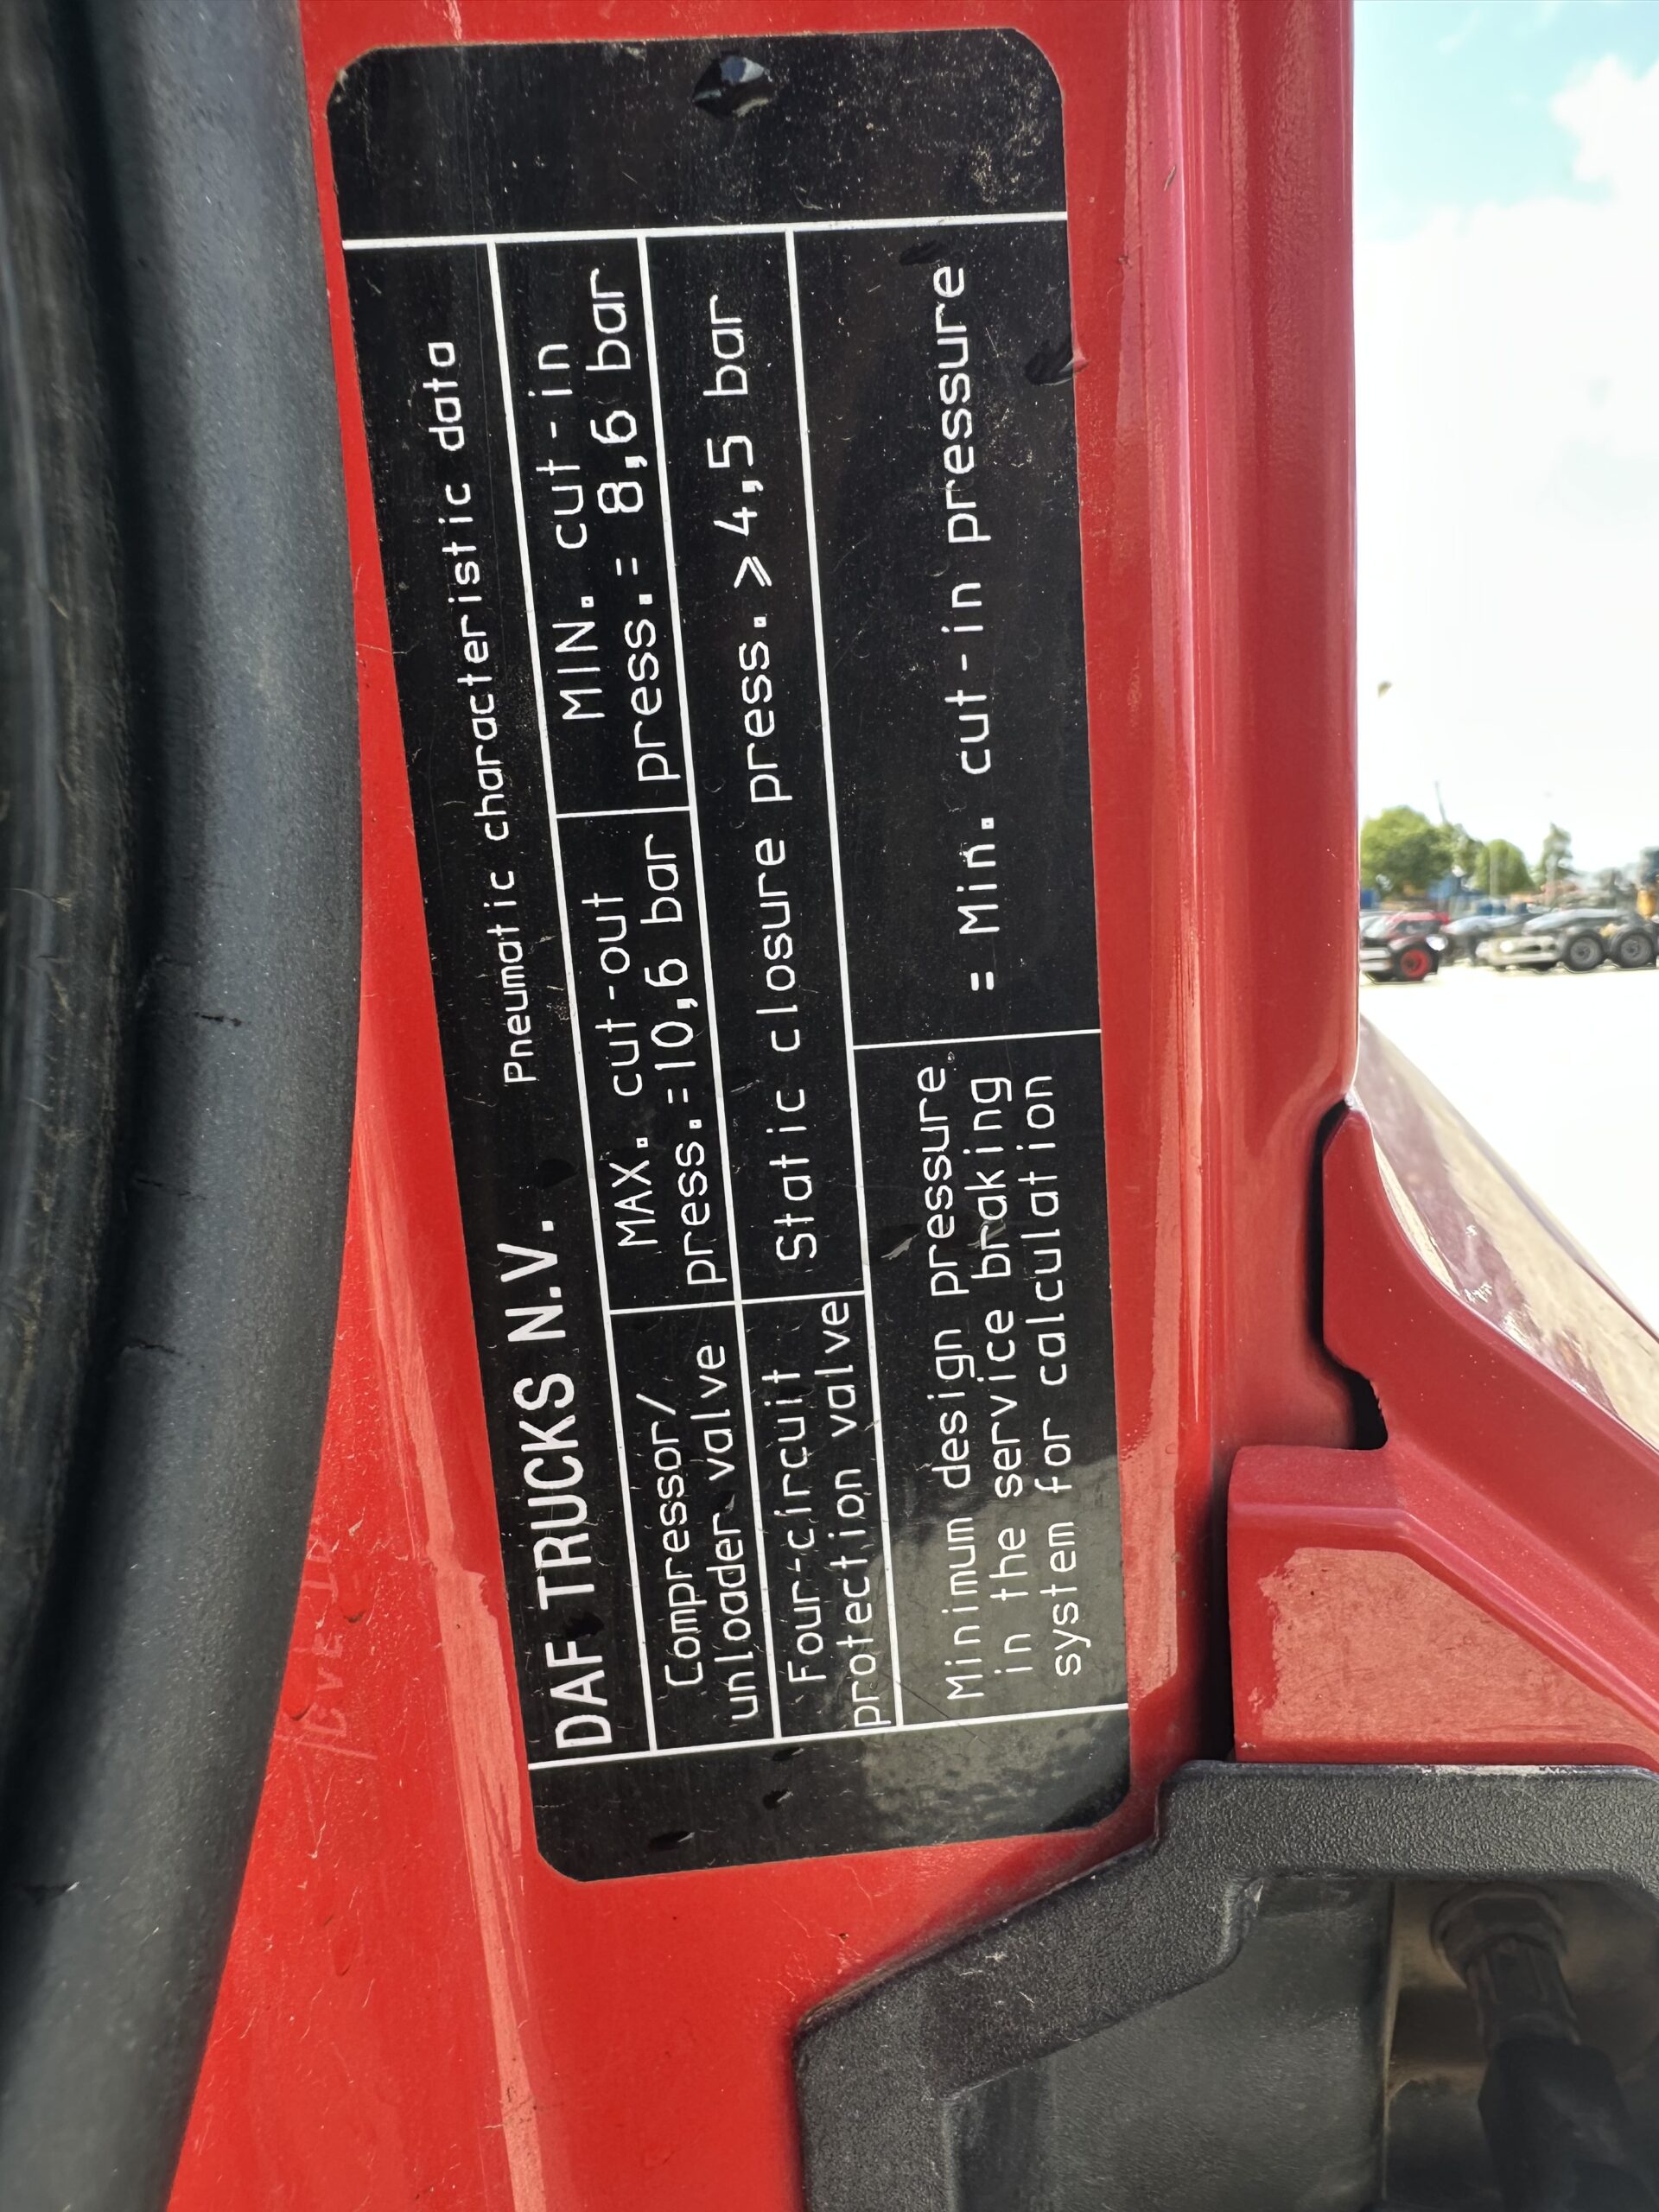 DAF TRUCKS N.V. Pneumatic characteristic data
Compressor/
unloader valve
MAX. cut-out
press.=10,6 bar
MIN. cut-in
press.= 8,6 bar
Four-circuit
protection valve
Static closure press. ⩾ 4,5 bar
Minimum design pressure
in the service braking
system for calculation
= Min. cut-in pressure